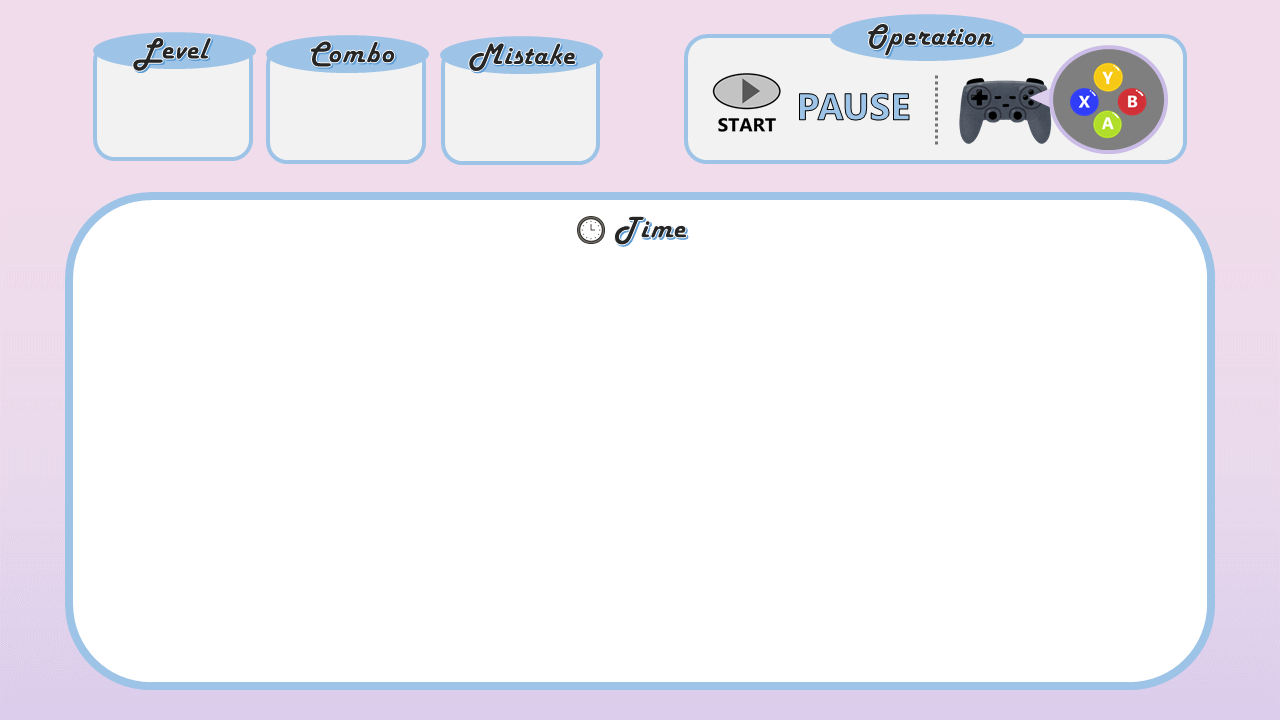 Level
Combo
Mistake
Operation
START
PAUSE
Y
X
B
A
Time